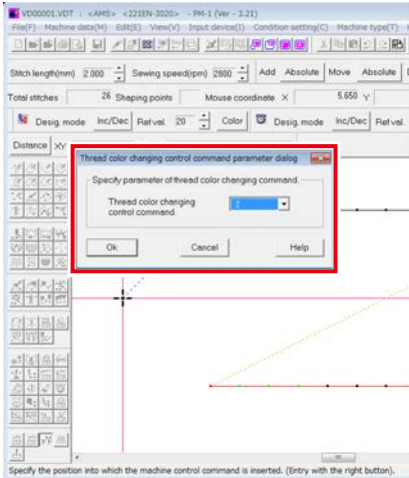 VD00001.VDT : <AMS> <221EN-3020> - PM-1 (Ver - 3.21)
File(F) Machine data(M) Edit(E) View(V) Input device(I) Condition setting(C) Machine type(T)
Stitch length(mm) 2.000 Sewing speed(rpm) 2800 Add Absolute Move Absolute
Total stitches 26 Shaping points Mouse coordinate X 5.650 Y
Desig. mode Inc/Dec Ref.val. 20 Color Desig. mode Inc/Dec Ref.val.
Distance XY
Thread color changing control command parameter dialog
Specify parameter of thread color changing command.
Thread color changing
control command.
2
Ok Cancel Help
Specify the position into which the machine control command is inserted. (Entry with the right button).